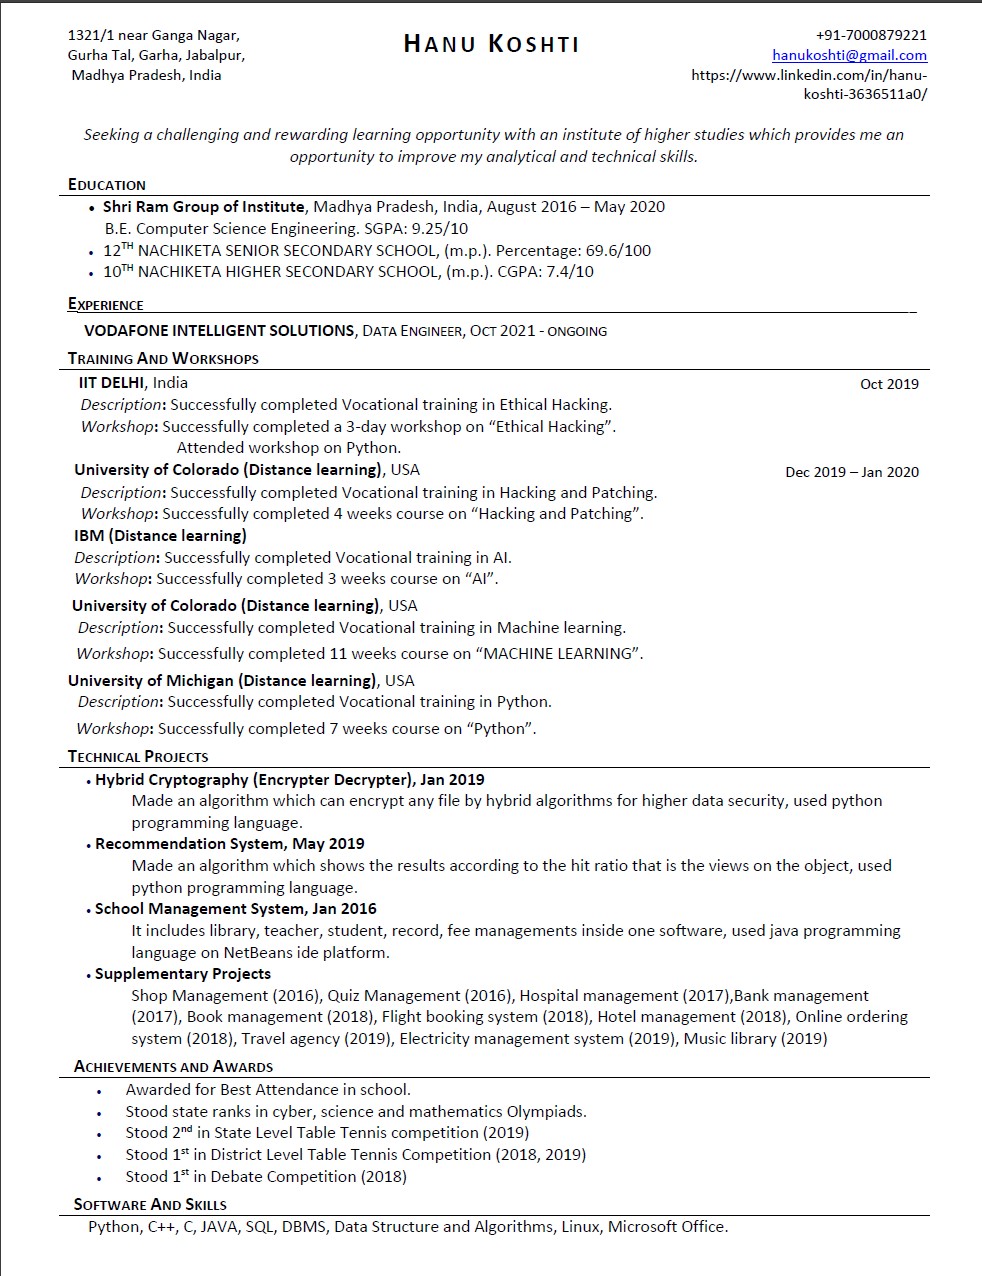 1321/1 near Ganga Nagar,
Gurha Tal, Garha, Jabalpur,
Madhya Pradesh, India
HANU KOSHTI
+91-7000879221
hanukoshti@gmail.com
https://www.linkedin.com/in/hanu-
koshti-3636511a0/
Seeking a challenging and rewarding learning opportunity with an institute of higher studies which provides me an
opportunity to improve my analytical and technical skills.
EDUCATION
• Shri Ram Group of Institute, Madhya Pradesh, India, August 2016 – May 2020
B.E. Computer Science Engineering. SGPA: 9.25/10
• 12TH NACHIKETA SENIOR SECONDARY SCHOOL, (m.p.). Percentage: 69.6/100
• 10TH NACHIKETA HIGHER SECONDARY SCHOOL, (m.p.). CGPA: 7.4/10
EXPERIENCE
VODAFONE INTELLIGENT SOLUTIONS, DATA ENGINEER, OCT 2021 - ONGOING
TRAINING AND WORKSHOPS
IIT DELHI, India Oct 2019
Description: Successfully completed Vocational training in Ethical Hacking.
Workshop: Successfully completed a 3-day workshop on “Ethical Hacking”.
Attended workshop on Python.
University of Colorado (Distance learning), USA Dec 2019 – Jan 2020
Description: Successfully completed Vocational training in Hacking and Patching.
Workshop: Successfully completed 4 weeks course on “Hacking and Patching”.
IBM (Distance learning)
Description: Successfully completed Vocational training in AI.
Workshop: Successfully completed 3 weeks course on “AI”.
University of Colorado (Distance learning), USA
Description: Successfully completed Vocational training in Machine learning.
Workshop: Successfully completed 11 weeks course on “MACHINE LEARNING”.
University of Michigan (Distance learning), USA
Description: Successfully completed Vocational training in Python.
Workshop: Successfully completed 7 weeks course on “Python”.
TECHNICAL PROJECTS
• Hybrid Cryptography (Encrypter Decrypter), Jan 2019
Made an algorithm which can encrypt any file by hybrid algorithms for higher data security, used python
programming language.
• Recommendation System, May 2019
Made an algorithm which shows the results according to the hit ratio that is the views on the object, used
python programming language.
• School Management System, Jan 2016
It includes library, teacher, student, record, fee managements inside one software, used java programming
language on NetBeans ide platform.
• Supplementary Projects
Shop Management (2016), Quiz Management (2016), Hospital management (2017),Bank management
(2017), Book management (2018), Flight booking system (2018), Hotel management (2018), Online ordering
system (2018), Travel agency (2019), Electricity management system (2019), Music library (2019)
ACHIEVEMENTS AND AWARDS
• Awarded for Best Attendance in school.
• Stood state ranks in cyber, science and mathematics Olympiads.
• Stood 2nd in State Level Table Tennis competition (2019)
• Stood 1st in District Level Table Tennis Competition (2018, 2019)
• Stood 1st in Debate Competition (2018)
SOFTWARE AND SKILLS
Python, C++, C, JAVA, SQL, DBMS, Data Structure and Algorithms, Linux, Microsoft Office.